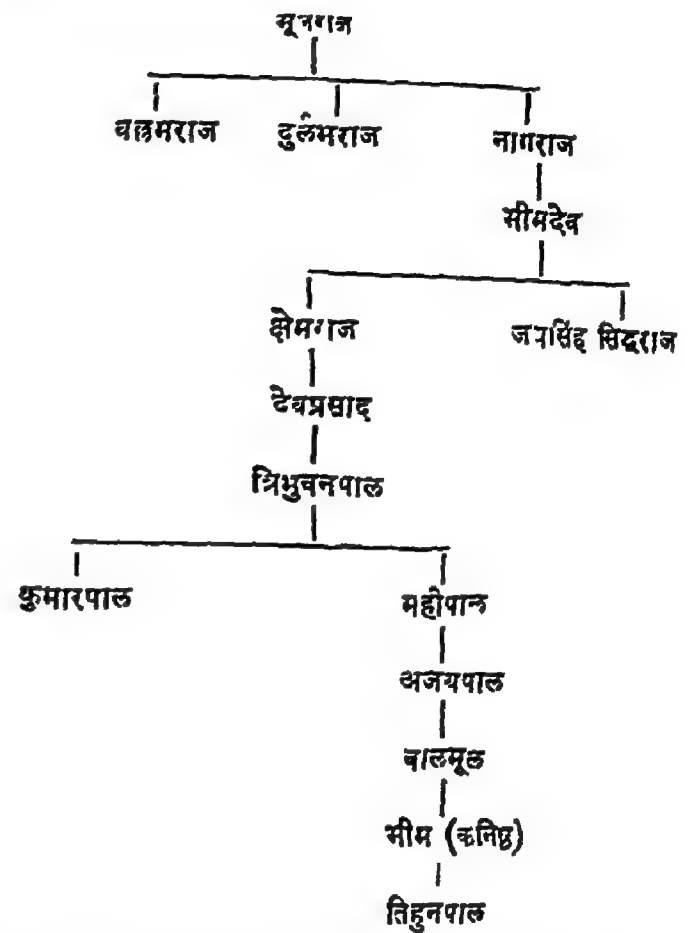 मूलराज
वल्लभराज दुर्लभराज नागराज
भीमदेव
क्षेमराज जयसिंह सिद्धराज
देवप्रसाद
त्रिभुवनपाल
कुमारपाल महीपाल
अजयपाल
बालमूल
भीम (कनिष्ठ)
तिहुनपाल